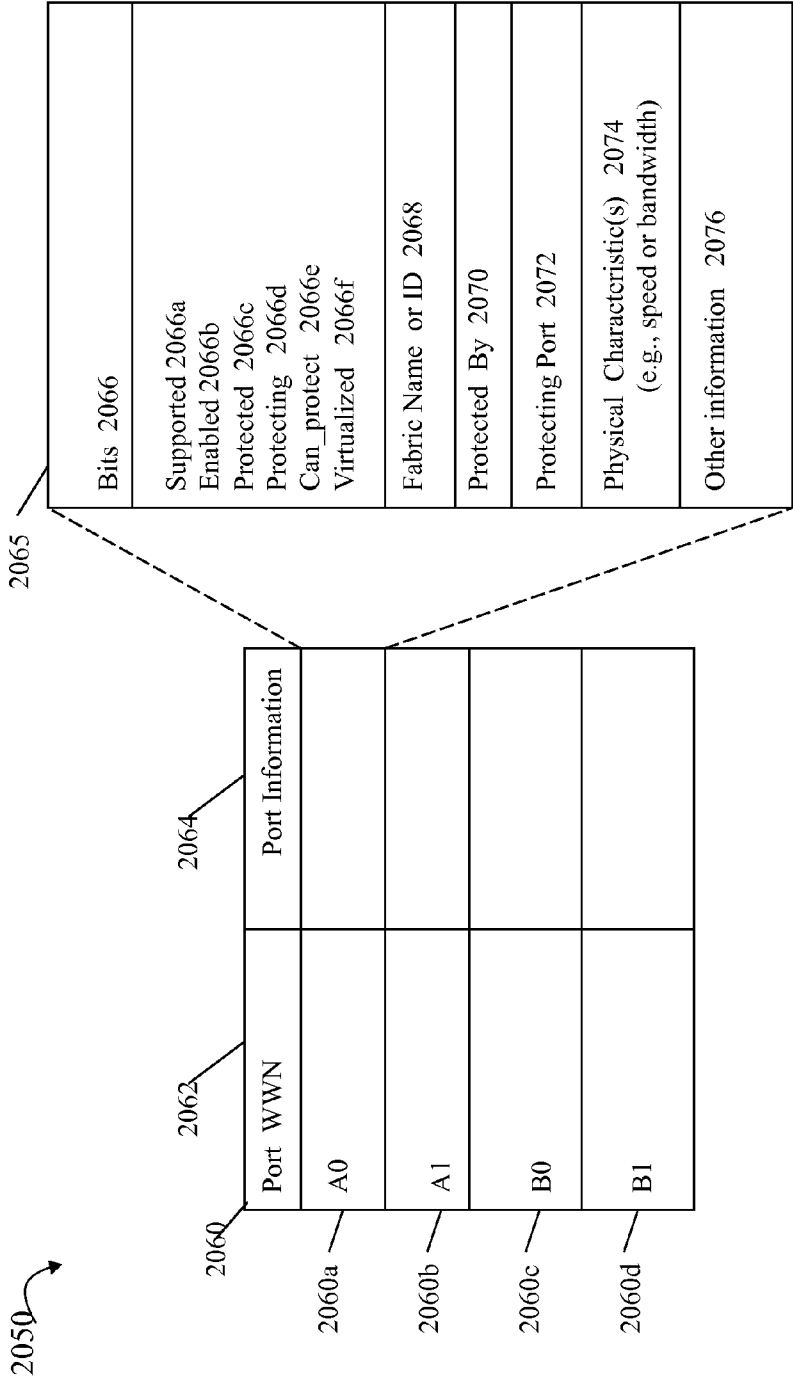 2050
2060
2062
2064
Port WWN
Port Information
2060a
A0
2060b
A1
2060c
B0
2060d
B1
2065
Bits 2066
Supported 2066a
Enabled 2066b
Protected 2066c
Protecting 2066d
Can_protect 2066e
Virtualized 2066f
Fabric Name or ID 2068
Protected By 2070
Protecting Port 2072
Physical Characteristic(s) 2074
(e.g., speed or bandwidth)
Other information 2076